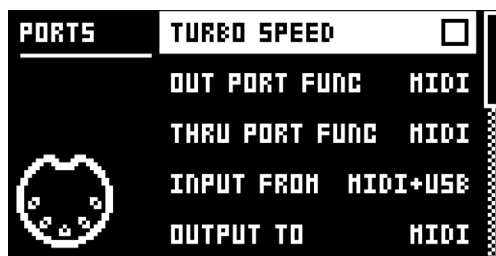 PORTS
TURBO SPEED
OUT PORT FUNC MIDI
THRU PORT FUNC MIDI
INPUT FROM MIDI+USB
OUTPUT TO MIDI